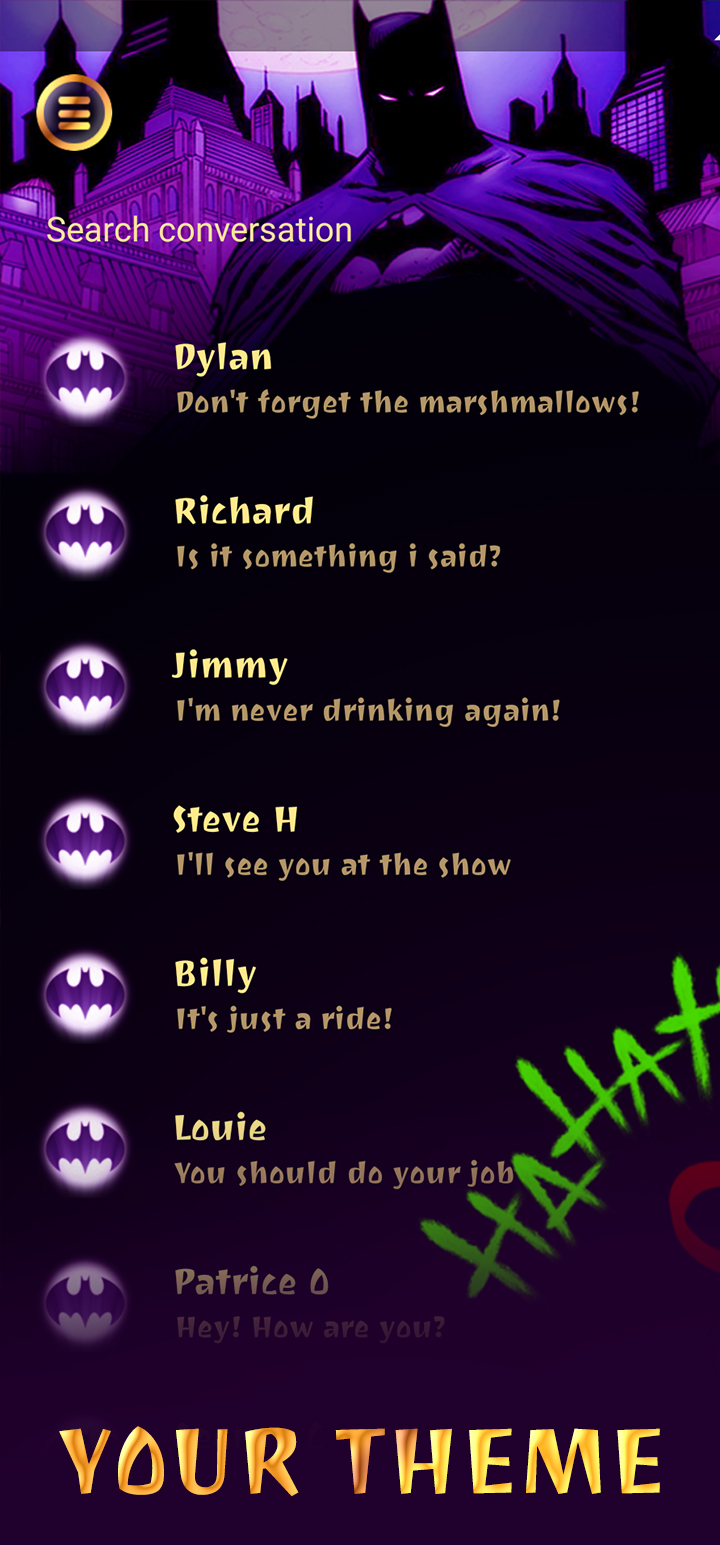 Search conversation
Dylan
Don't forget the marshmallows!
Richard
Is it something i said?
Jimmy
I'm never drinking again!
Steve H
I'll see you at the show
Billy
It's just a ride!
Louie
You should do your job
HAHA
Patrice O
Hey! How are you?
YOUR THEME